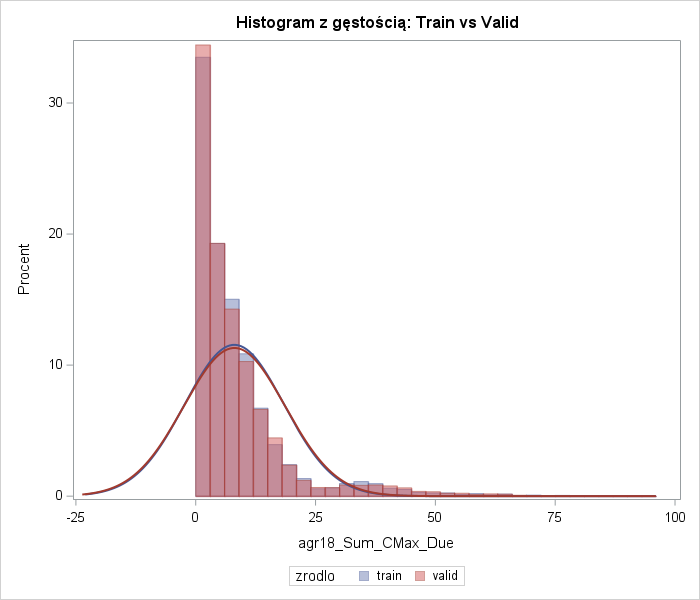 Histogram z gęstością: Train vs Valid
Procent
30
20
10
0
-25 0 25 50 75 100
agr18_Sum_CMax_Due
zrodlo train valid